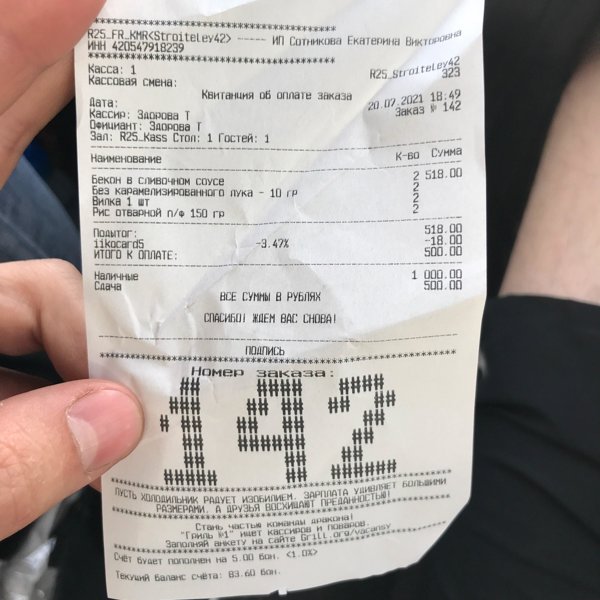 *****************************************
R25_FR_KMR<StroiteLey42> ----- ИП Сотникова Екатерина Викторовна
ИНН 420547918239
*****************************************
Касса: 1 R25_StroiteLey42
Кассовая смена: 323
Квитанция об оплате заказа
Дата: 20.07.2021 18:49
Кассир: Здорова Т Заказ № 142
Официант: Здорова Т
Зал: R25_Kass Стол: 1 Гостей: 1
Наименование К-во Сумма
Бекон в сливочном соусе 2 518.00
Без карамелизированного лука - 10 гр 2
Вилка 1 шт 2
Рис отварной п/ф 150 гр 2
Подытог: 518.00
iikocard5 -3.47% -18.00
ИТОГО К ОПЛАТЕ: 500.00
Наличные 1 000.00
Сдача 500.00
ВСЕ СУММЫ В РУБЛЯХ
СПАСИБО! ЖДЕМ ВАС СНОВА!
ПОДПИСЬ
*****************************************
Номер заказа:
142
*****************************************
ПУСТЬ ХОЛОДИЛЬНИК РАДУЕТ ИЗОБИЛИЕМ, ЗАРПЛАТА УДИВЛЯЕТ БОЛЬШИМИ
РАЗМЕРАМИ, А ДРУЗЬЯ ВОСХИЩАЮТ ПРЕДАННОСТЬЮ!
*****************************************
Стань частью команды дракона!
"Гриль №1" ищет кассиров и поваров.
Заполняй анкету на сайте Grill.org/vacansy
*****************************************
Счёт будет пополнен на 5.00 бон. <1.0%>
Текущий баланс счёта: 83.60 бон.